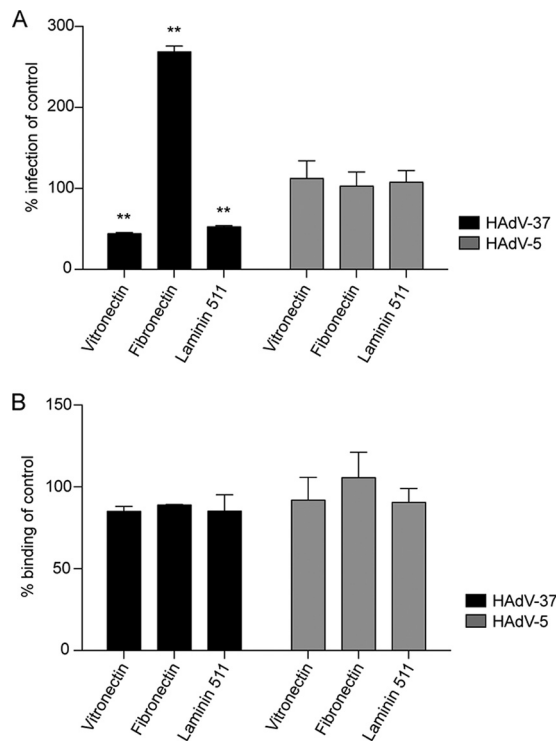 A
300
200
100
0
% infection of control
**
**
**
Vitronectin
Fibronectin
Laminin 511
Vitronectin
Fibronectin
Laminin 511
HAdV-37
HAdV-5
B
150
100
50
0
% binding of control
Vitronectin
Fibronectin
Laminin 511
Vitronectin
Fibronectin
Laminin 511
HAdV-37
HAdV-5